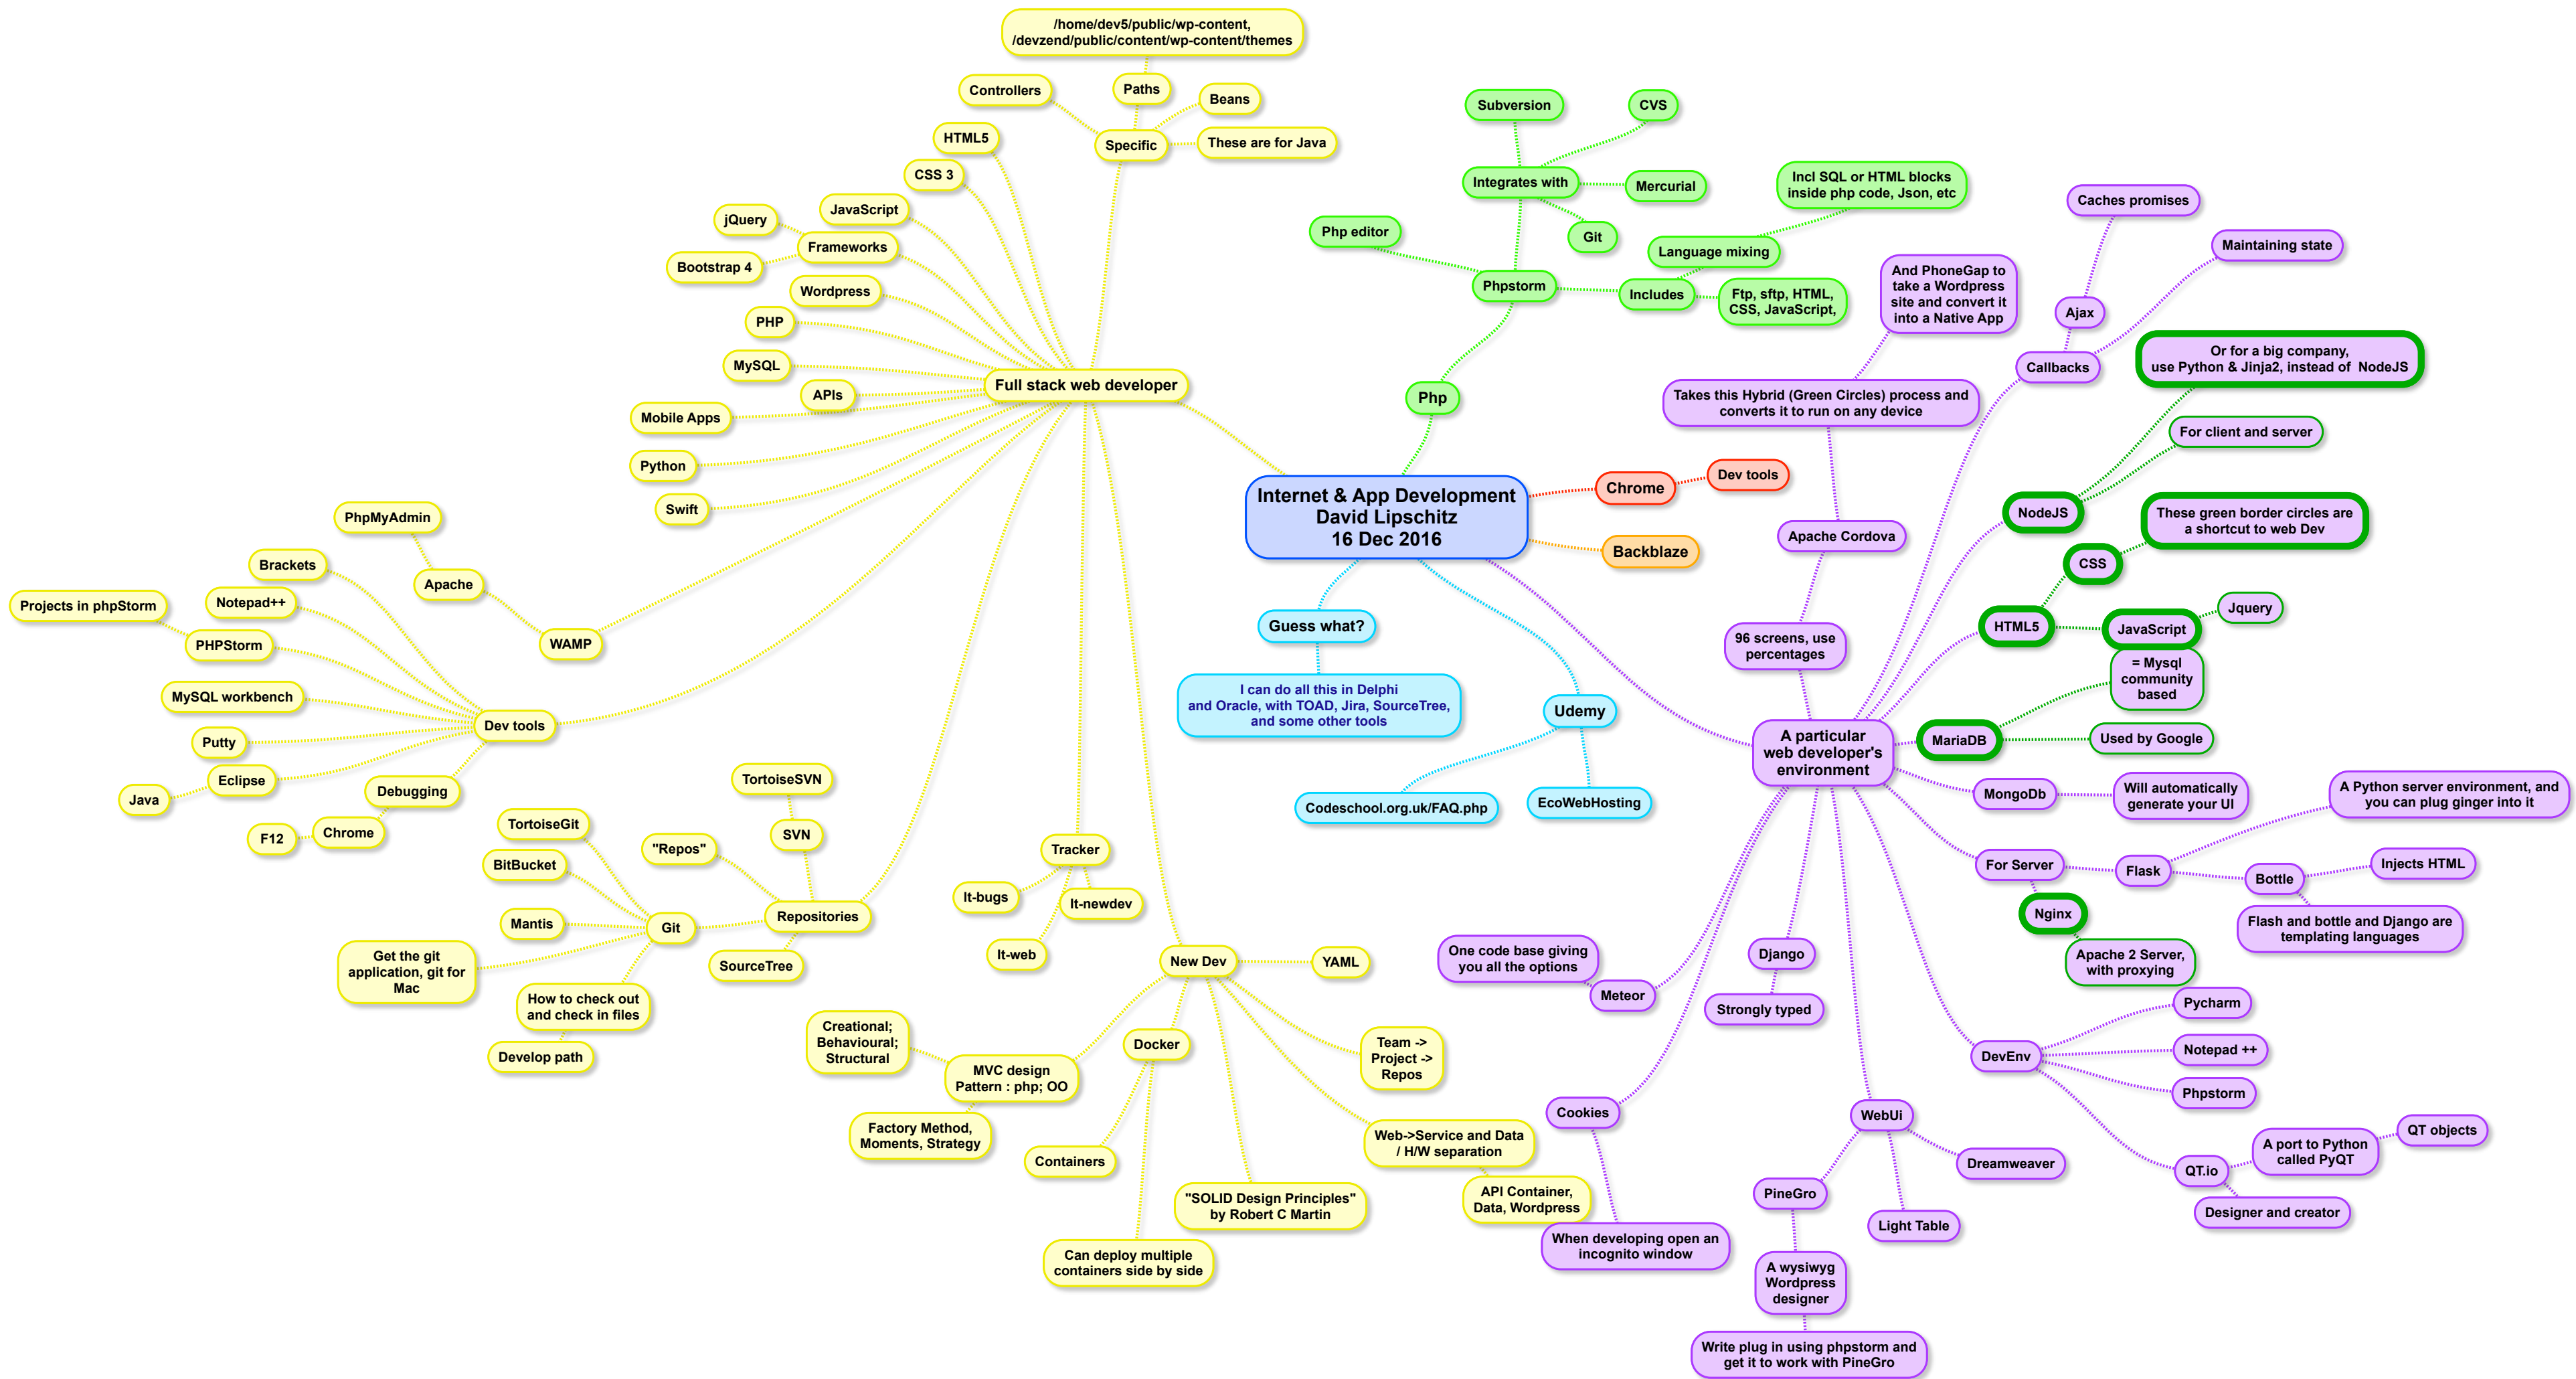 Internet & App Development
David Lipschitz
16 Dec 2016
Full stack web developer
Specific
Paths
/home/dev5/public/wp-content,
/devzend/public/content/wp-content/themes
Controllers
Beans
These are for Java
HTML5
CSS 3
JavaScript
Frameworks
jQuery
Bootstrap 4
Wordpress
PHP
MySQL
APIs
Mobile Apps
Python
Swift
WAMP
Apache
PhpMyAdmin
Dev tools
Brackets
Notepad++
PHPStorm
Projects in phpStorm
MySQL workbench
Putty
Eclipse
Java
Debugging
Chrome
F12
Repositories
"Repos"
SVN
TortoiseSVN
Git
TortoiseGit
BitBucket
Mantis
Get the git
application, git for
Mac
How to check out
and check in files
Develop path
SourceTree
Tracker
It-bugs
It-web
It-newdev
New Dev
YAML
MVC design
Pattern : php; OO
Creational;
Behavioural;
Structural
Factory Method,
Moments, Strategy
Docker
Containers
Can deploy multiple
containers side by side
"SOLID Design Principles"
by Robert C Martin
Team ->
Project ->
Repos
Web->Service and Data
/ H/W separation
API Container,
Data, Wordpress
Php
Phpstorm
Php editor
Integrates with
Subversion
CVS
Mercurial
Git
Includes
Language mixing
Incl SQL or HTML blocks
inside php code, Json, etc
Ftp, sftp, HTML,
CSS, JavaScript,
Chrome
Dev tools
Backblaze
Guess what?
I can do all this in Delphi
and Oracle, with TOAD, Jira, SourceTree,
and some other tools
Udemy
Codeschool.org.uk/FAQ.php
EcoWebHosting
A particular
web developer's
environment
96 screens, use
percentages
Apache Cordova
Takes this Hybrid (Green Circles) process and
converts it to run on any device
And PhoneGap to
take a Wordpress
site and convert it
into a Native App
Callbacks
Ajax
Caches promises
Maintaining state
NodeJS
Or for a big company,
use Python & Jinja2, instead of  NodeJS
For client and server
HTML5
CSS
These green border circles are
a shortcut to web Dev
JavaScript
Jquery
MariaDB
= Mysql
community
based
Used by Google
MongoDb
Will automatically
generate your UI
For Server
Flask
A Python server environment, and
you can plug ginger into it
Bottle
Injects HTML
Flash and bottle and Django are
templating languages
Nginx
Apache 2 Server,
with proxying
DevEnv
Pycharm
Notepad ++
Phpstorm
QT.io
A port to Python
called PyQT
QT objects
Designer and creator
WebUi
Dreamweaver
Light Table
PineGro
A wysiwyg
Wordpress
designer
Write plug in using phpstorm and
get it to work with PineGro
Django
Strongly typed
Cookies
When developing open an
incognito window
Meteor
One code base giving
you all the options